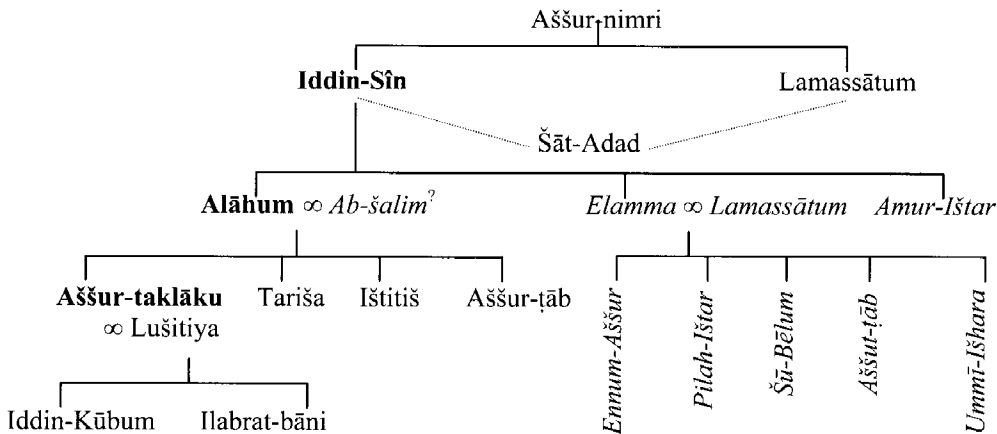 Aššur-nimri
Iddin-Sîn Lamassātum
Šāt-Adad
Alāhum ∞ Ab-šalim? Elamma ∞ Lamassātum Amur-Ištar
Aššur-taklāku Tariša Ištitiš Aššur-ṭāb
∞ Lušitiya
Iddin-Kūbum Ilabrat-bāni
Ennum-Aššur
Pilah-Ištar
Šū-Bēlum
Aššut-ṭāb
Ummī-Išhara